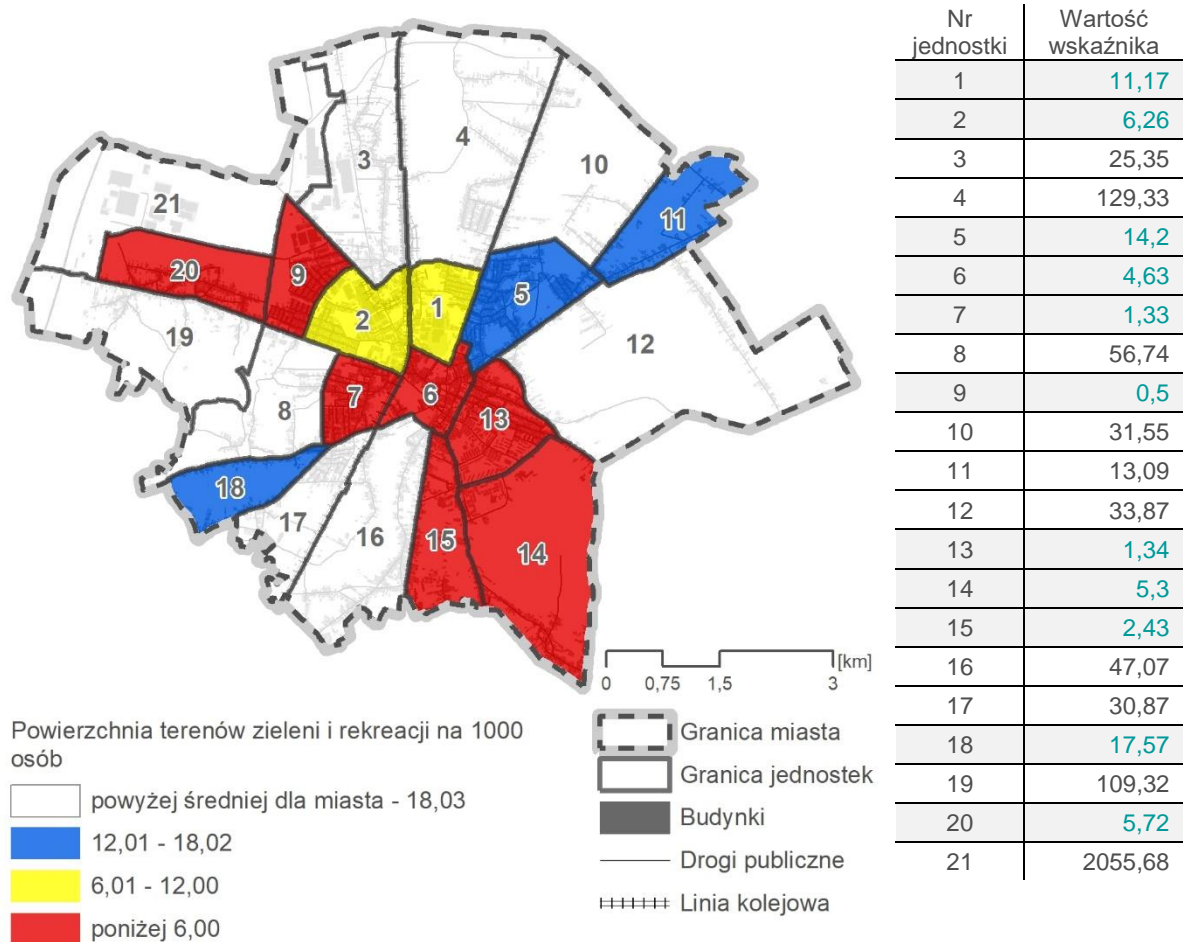 3
4
10
21
11
9
20
5
1
2
19
12
7
6
8
13
18
17
16
15
14
[km]
0 0,75 1,5 3
Powierzchnia terenów zieleni i rekreacji na 1000
osób
powyżej średniej dla miasta - 18,03
12,01 - 18,02
6,01 - 12,00
poniżej 6,00
Granica miasta
Granica jednostek
Budynki
Drogi publiczne
Linia kolejowa
Nr
jednostki
Wartość
wskaźnika
1 11,17
2 6,26
3 25,35
4 129,33
5 14,2
6 4,63
7 1,33
8 56,74
9 0,5
10 31,55
11 13,09
12 33,87
13 1,34
14 5,3
15 2,43
16 47,07
17 30,87
18 17,57
19 109,32
20 5,72
21 2055,68